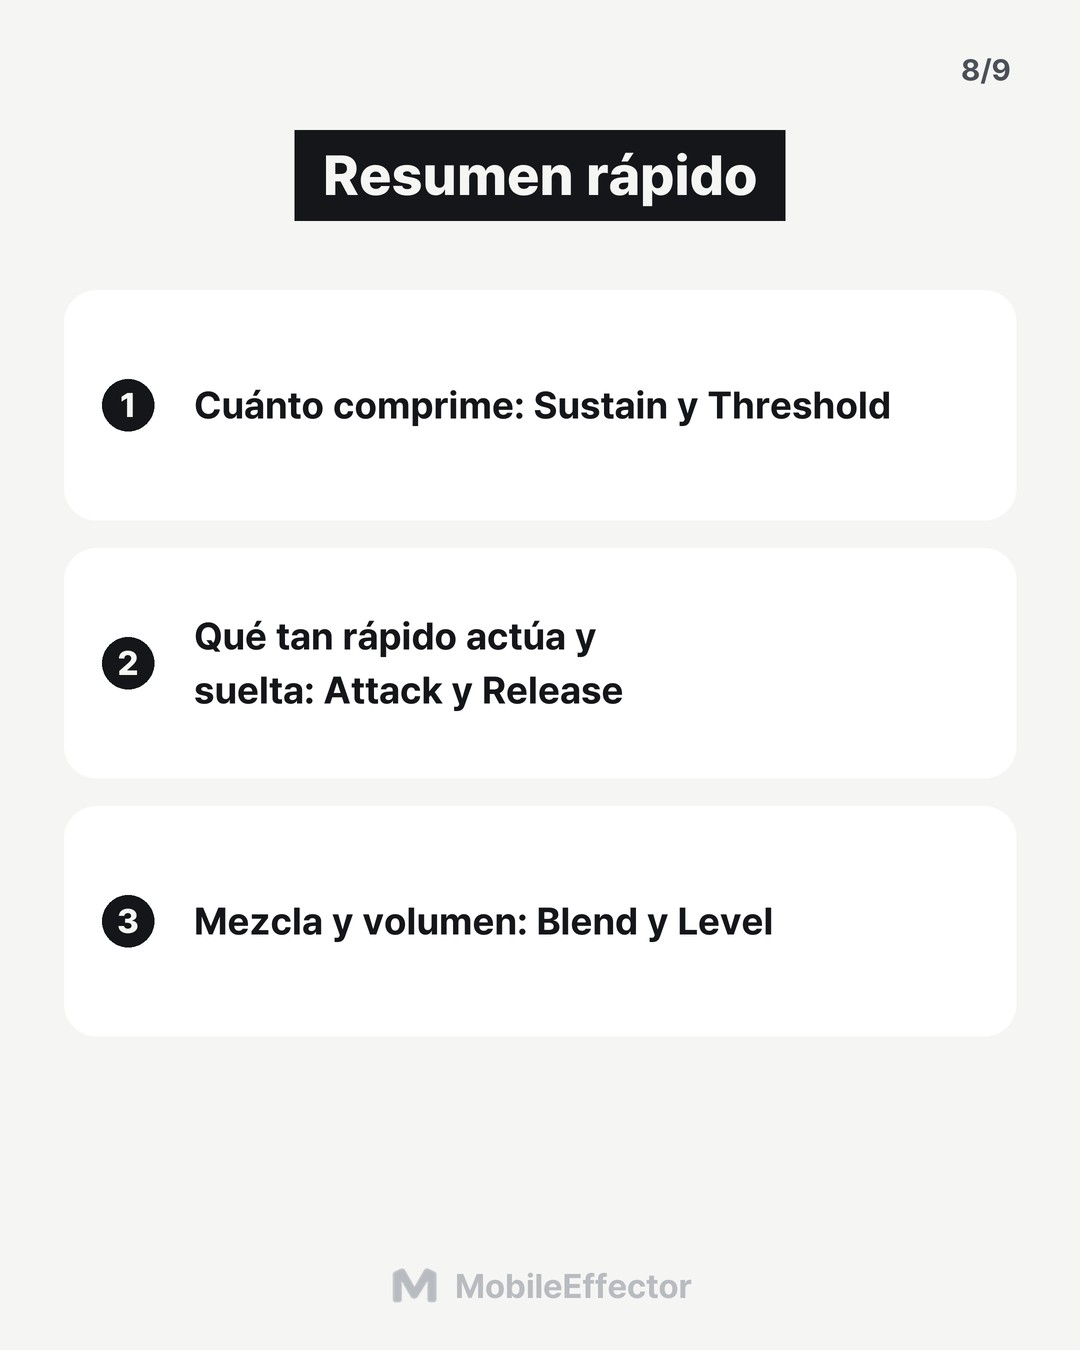 8/9
Resumen rápido
1 Cuánto comprime: Sustain y Threshold
2 Qué tan rápido actúa y
suelta: Attack y Release
3 Mezcla y volumen: Blend y Level
MobileEffector